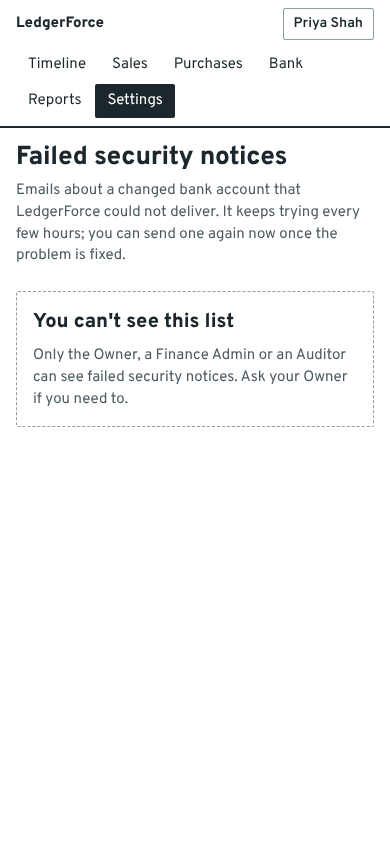 LedgerForce
Priya Shah
Timeline Sales Purchases Bank
Reports Settings
Failed security notices
Emails about a changed bank account that
LedgerForce could not deliver. It keeps trying every
few hours; you can send one again now once the
problem is fixed.
You can't see this list
Only the Owner, a Finance Admin or an Auditor
can see failed security notices. Ask your Owner
if you need to.